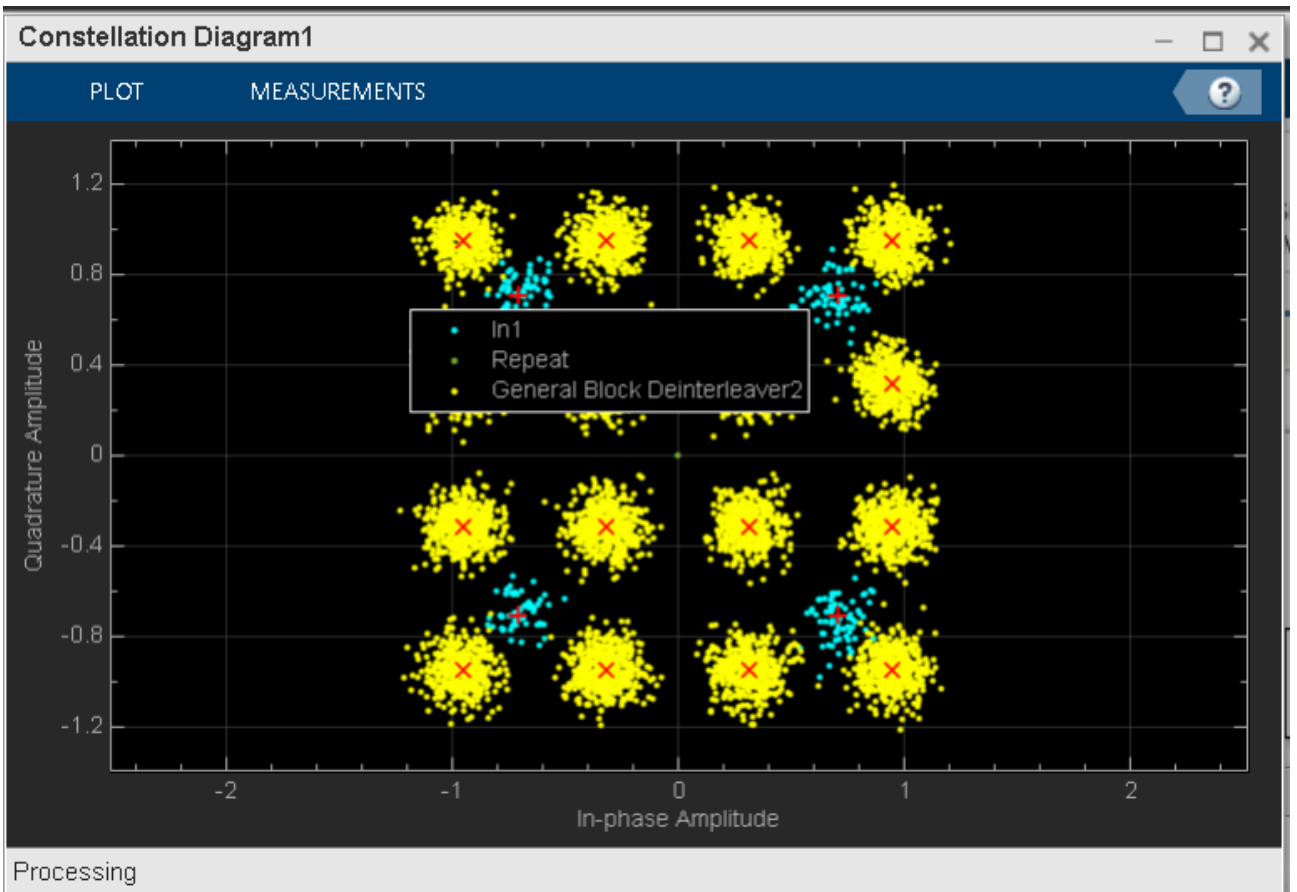 Constellation Diagram1
PLOT MEASUREMENTS ?
1.2
0.8
In1
Repeat
0.4
General Block Deinterleaver2
Quadrature Amplitude
0
-0.4
-0.8
-1.2
-2 -1 0 1 2
In-phase Amplitude
Processing